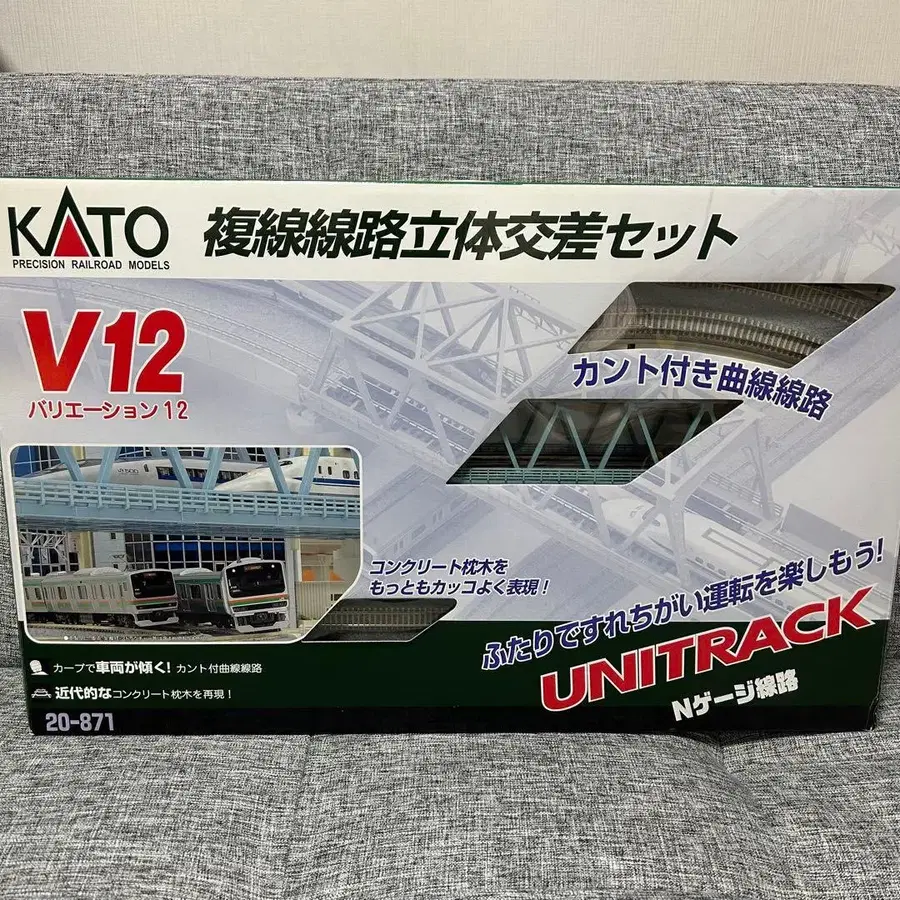 KATO
PRECISION RAILROAD MODELS
複線線路立体交差セット
V12
バリエーション12
カント付き曲線線路
コンクリート枕木を
もっともカッコよく表現！
ふたりですれちがい運転を楽しもう!
UNITRACK
Nゲージ線路
カーブで車両が傾く! カント付曲線線路
近代的なコンクリート枕木を再現！
20-871